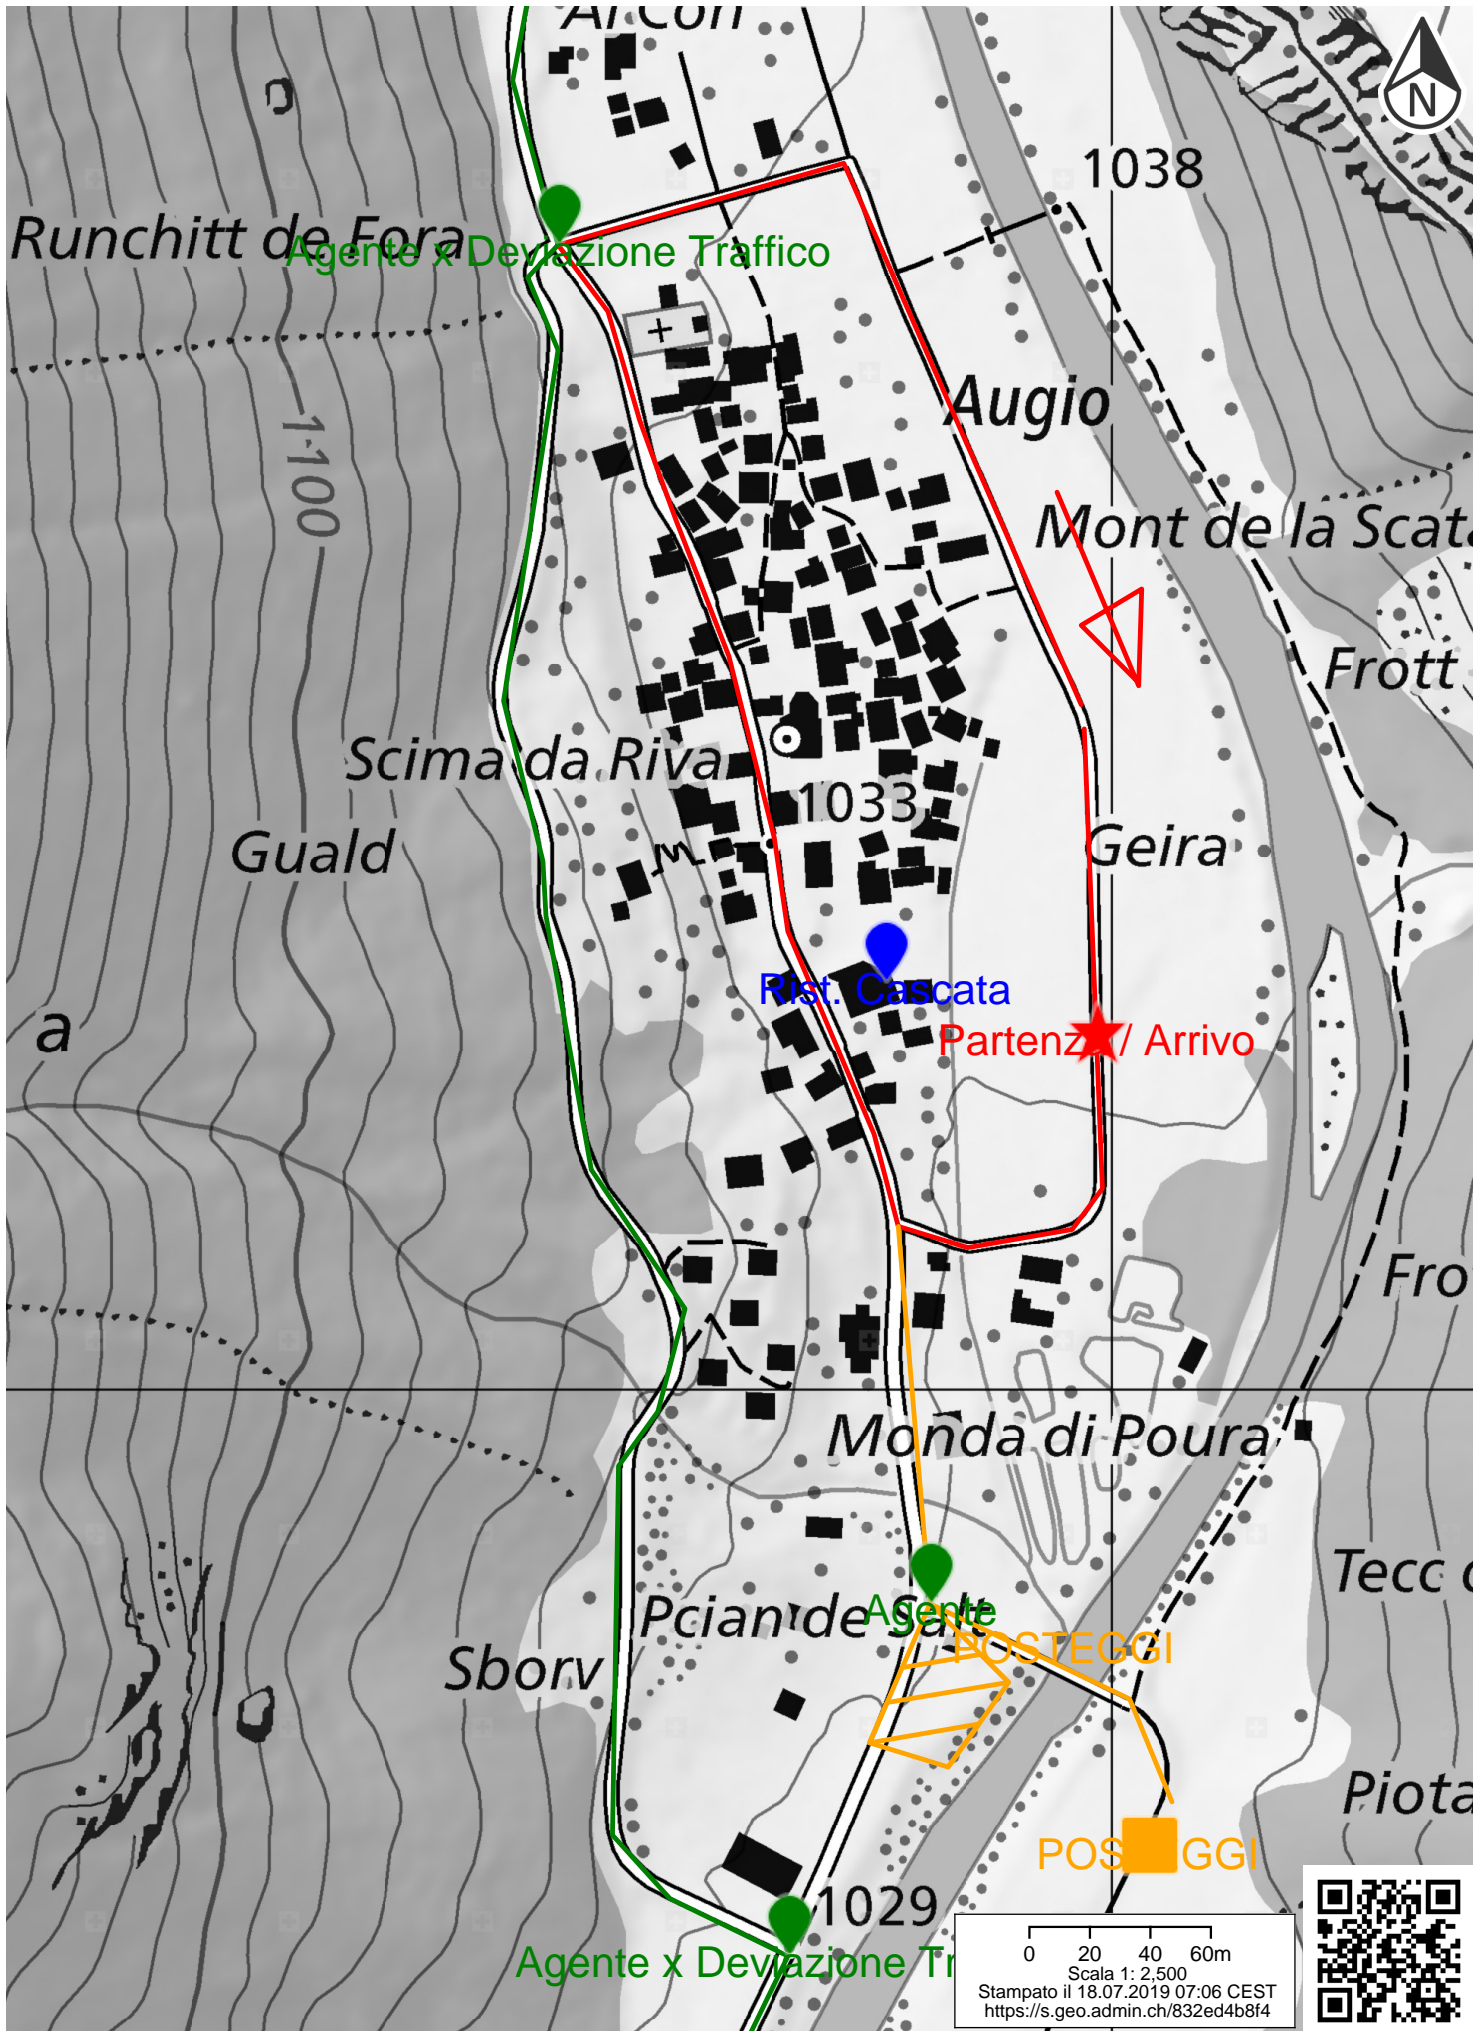 Al Cön
N
1038
Runchitt de Fora
Agente x Deviazione Traffico
Augio
1100
Mont de la Scata
Frott
Scima da Riva
1033
Guald
Geira
Rist. Cascata
a
Partenza / Arrivo
Fro
Monda di Poura
Tecc
Pcian de Salt
Agente
POSTEGGI
Sborv
Piota
POSTEGGI
1029
Agente x Deviazione Tr
0 20 40 60m
Scala 1: 2,500
Stampato il 18.07.2019 07:06 CEST
https://s.geo.admin.ch/832ed4b8f4